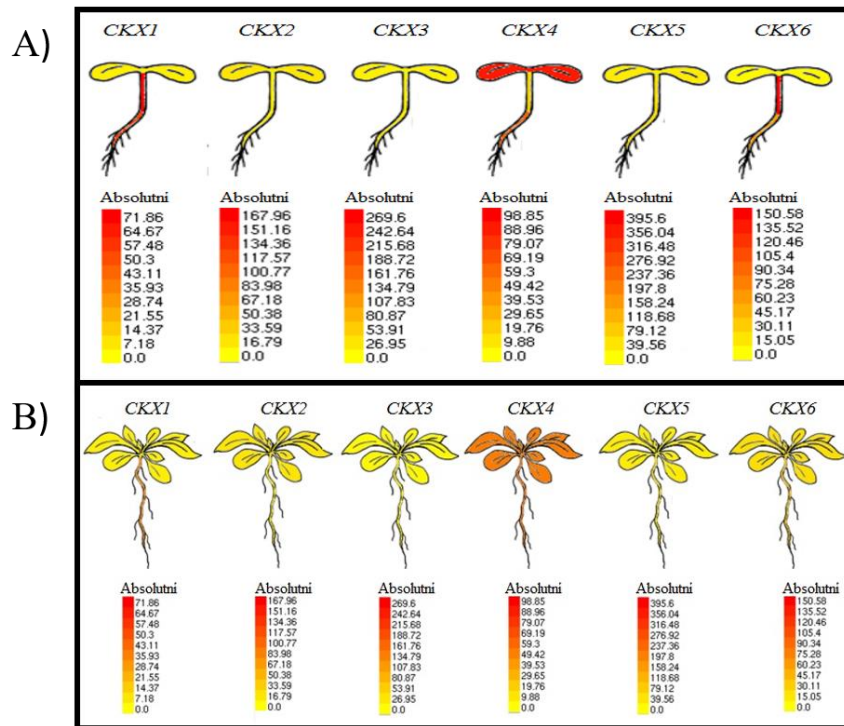 A)
CKX1 CKX2 CKX3 CKX4 CKX5 CKX6
Absolutní Absolutní Absolutní Absolutní Absolutní Absolutní
71.86 167.96 269.6 98.85 395.6 150.58
64.67 151.16 242.64 88.96 356.04 135.52
57.48 134.36 215.68 79.07 316.48 120.46
50.3 117.57 188.72 69.19 276.92 105.4
43.11 100.77 161.76 59.3 237.36 90.34
35.93 83.98 134.79 49.42 197.8 75.28
28.74 67.18 107.83 39.53 158.24 60.23
21.55 50.38 80.87 29.65 118.68 45.17
14.37 33.59 53.91 19.76 79.12 30.11
7.18 16.79 26.95 9.88 39.56 15.05
0.0 0.0 0.0 0.0 0.0 0.0
B)
CKX1 CKX2 CKX3 CKX4 CKX5 CKX6
Absolutní Absolutní Absolutní Absolutní Absolutní Absolutní
71.86 167.96 269.6 98.85 395.6 150.58
64.67 151.16 242.64 88.96 356.04 135.52
57.48 134.36 215.68 79.07 316.48 120.46
50.3 117.57 188.72 69.19 276.92 105.4
43.11 100.77 161.76 59.3 237.36 90.34
35.93 83.98 134.79 49.42 197.8 75.28
28.74 67.18 107.83 39.53 158.24 60.23
21.55 50.38 80.87 29.65 118.68 45.17
14.37 33.59 53.91 19.76 79.12 30.11
7.18 16.79 26.95 9.88 39.56 15.05
0.0 0.0 0.0 0.0 0.0 0.0